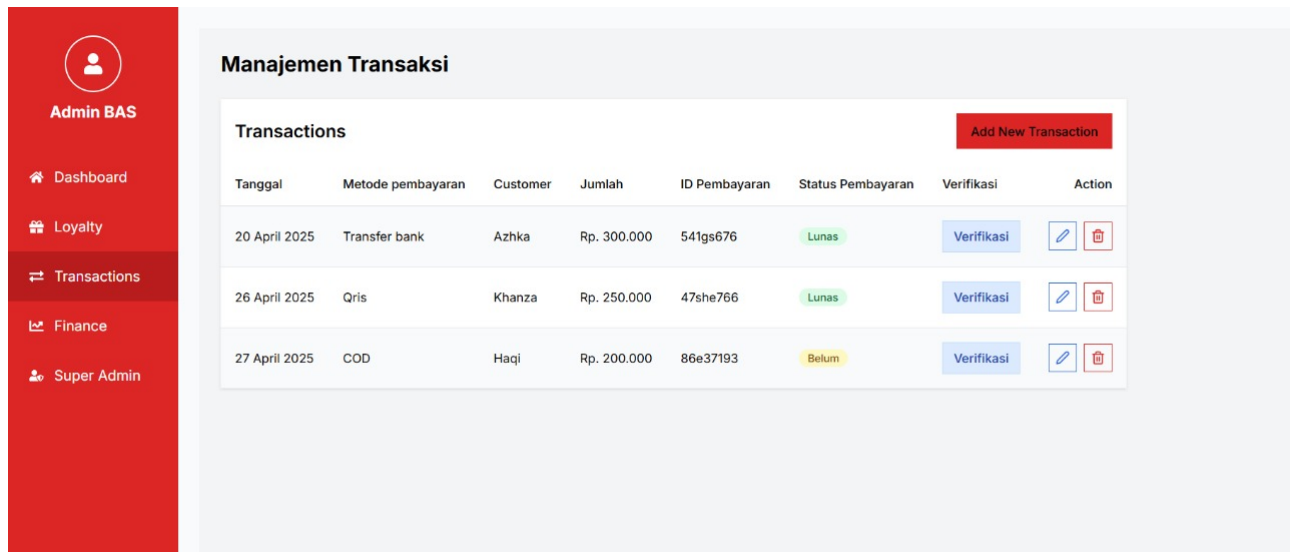 Admin BAS
Dashboard
Loyalty
Transactions
Finance
Super Admin
Manajemen Transaksi
Transactions
Add New Transaction
Tanggal Metode pembayaran Customer Jumlah ID Pembayaran Status Pembayaran Verifikasi Action
20 April 2025 Transfer bank Azhka Rp. 300.000 541gs676 Lunas Verifikasi
26 April 2025 Qris Khanza Rp. 250.000 47she766 Lunas Verifikasi
27 April 2025 COD Haqi Rp. 200.000 86e37193 Belum Verifikasi